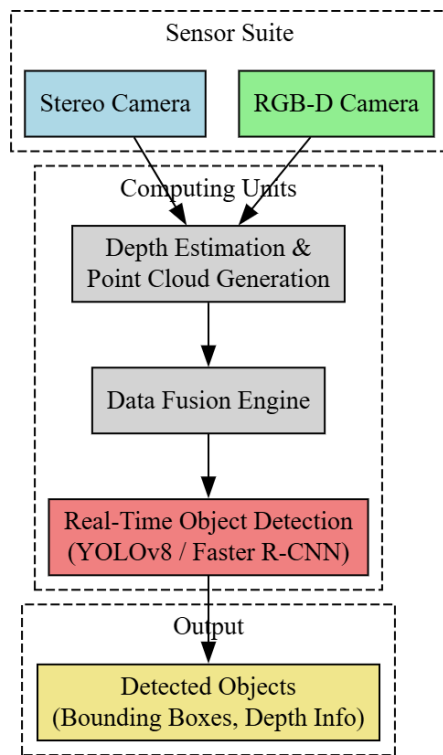 Sensor Suite
Stereo Camera
RGB-D Camera
Computing Units
Depth Estimation &
Point Cloud Generation
Data Fusion Engine
Real-Time Object Detection
(YOLOv8 / Faster R-CNN)
Output
Detected Objects
(Bounding Boxes, Depth Info)